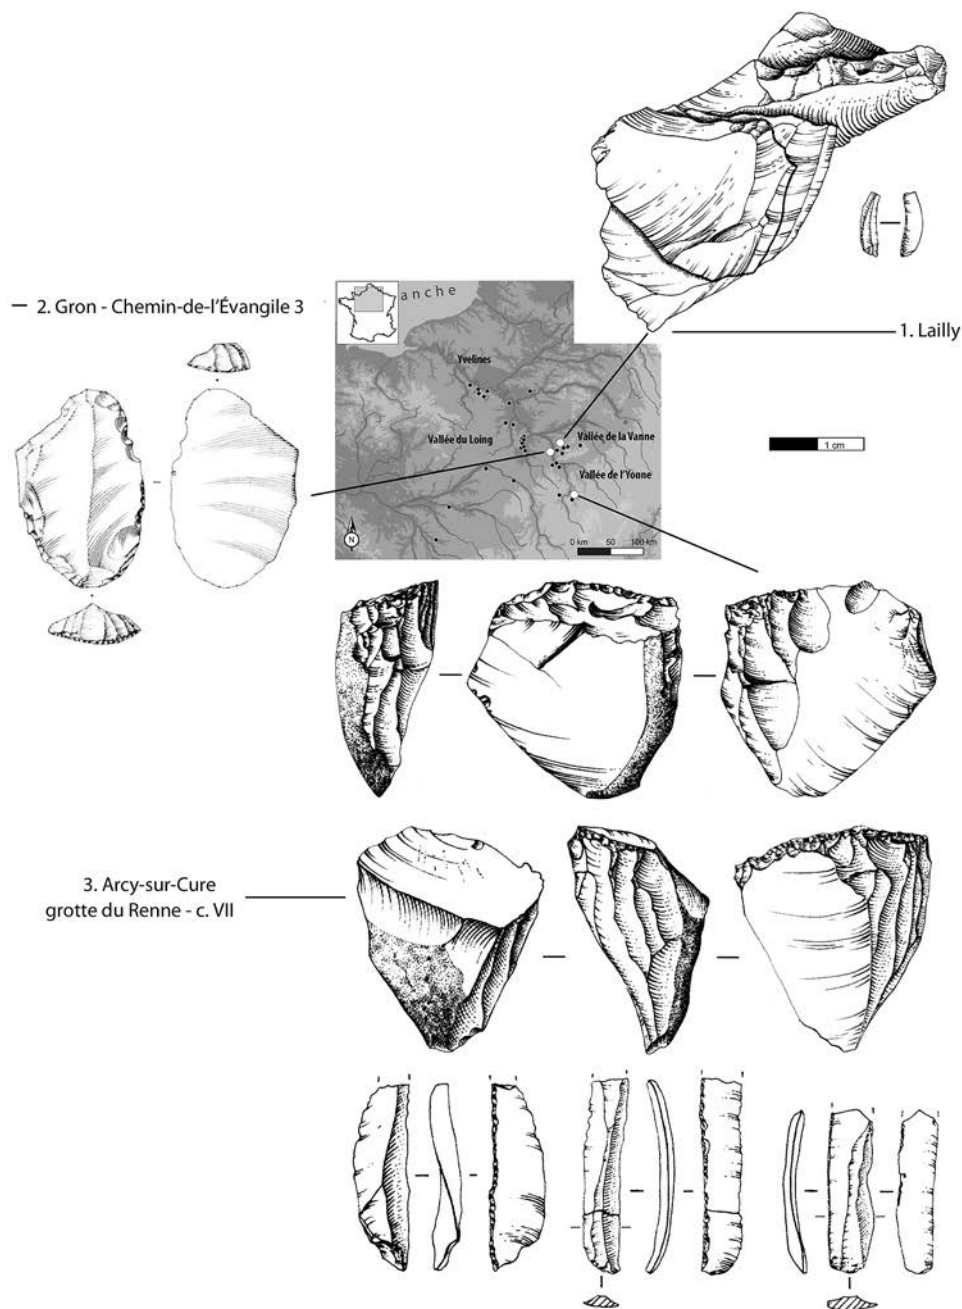 anche
— 2. Gron - Chemin-de-l'Évangile 3
1. Lailly
Yvelines
Vallée du Loing
Vallée de la Vanne
Vallée de l'Yonne
1 cm
N
0 km 50 100 km
3. Arcy-sur-Cure
grotte du Renne - c. VII